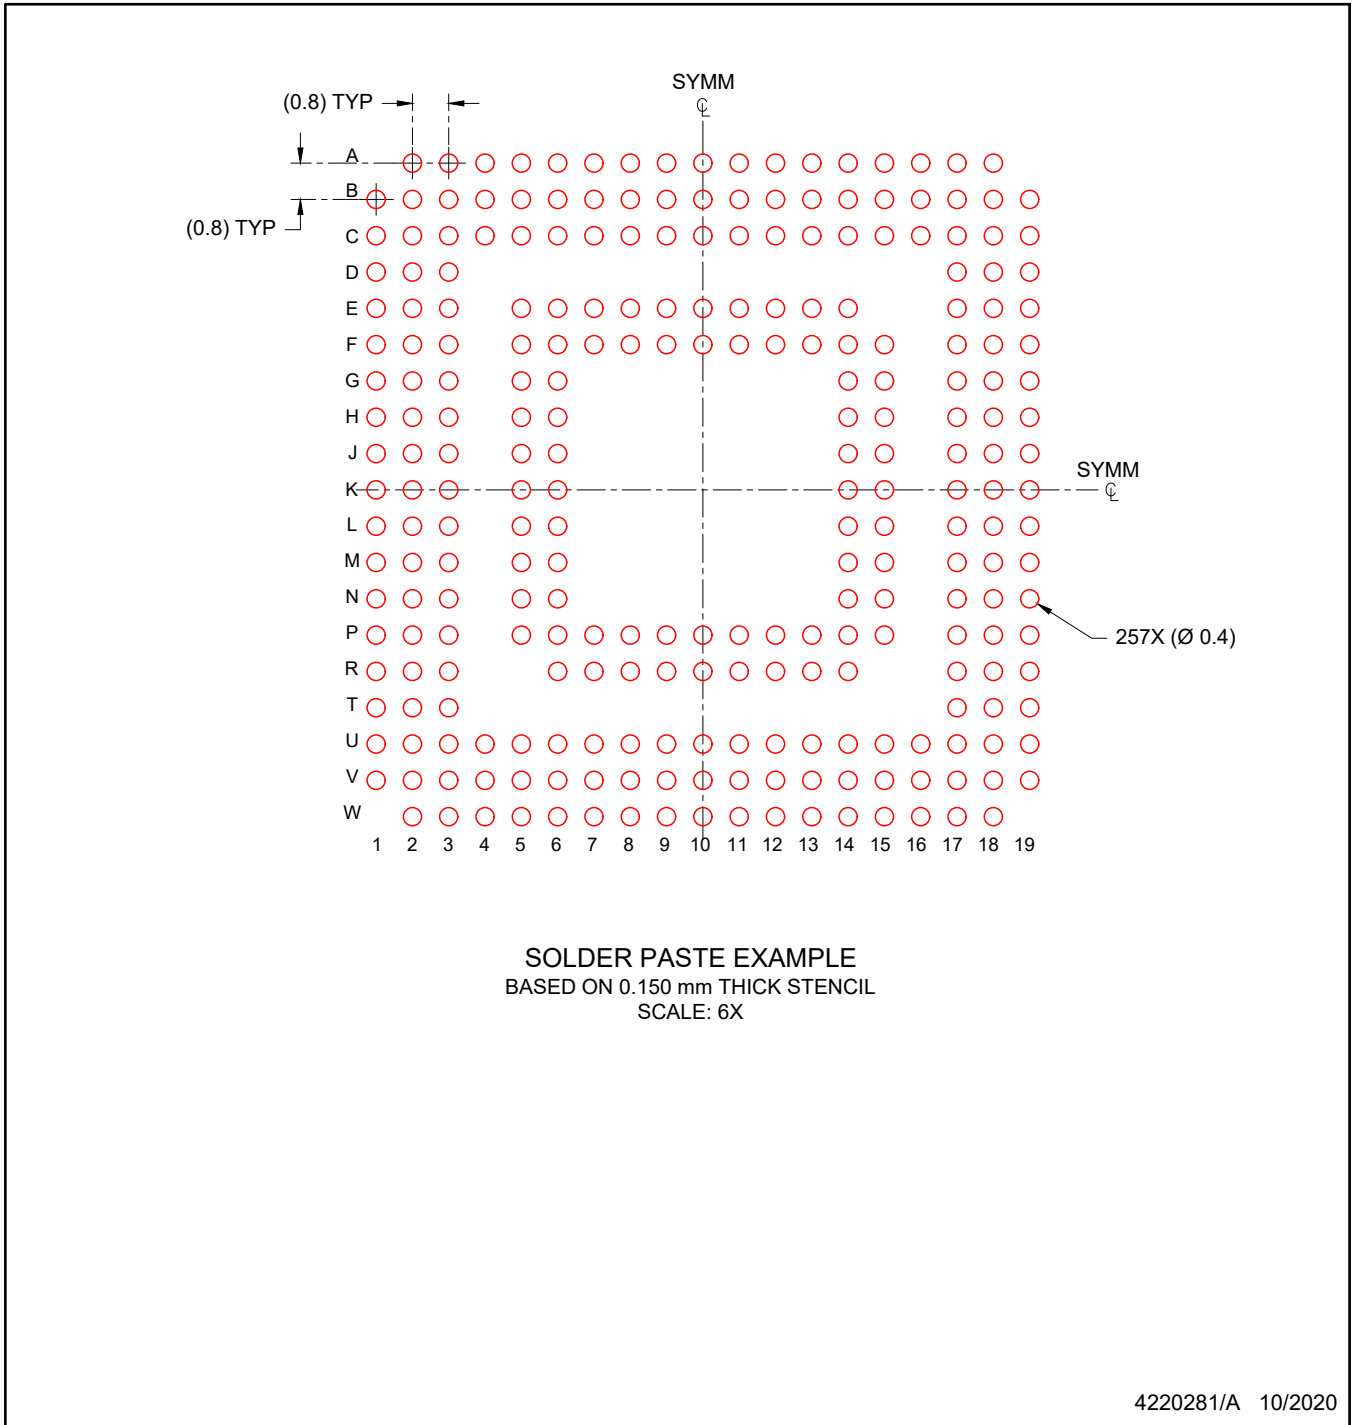 SYMM
℄
(0.8) TYP
A
B
(0.8) TYP
C
D
E
F
G
H
J
SYMM
K
℄
L
M
N
P
257X (Ø 0.4)
R
T
U
V
W
1 2 3 4 5 6 7 8 9 10 11 12 13 14 15 16 17 18 19
SOLDER PASTE EXAMPLE
BASED ON 0.150 mm THICK STENCIL
SCALE: 6X
4220281/A 10/2020